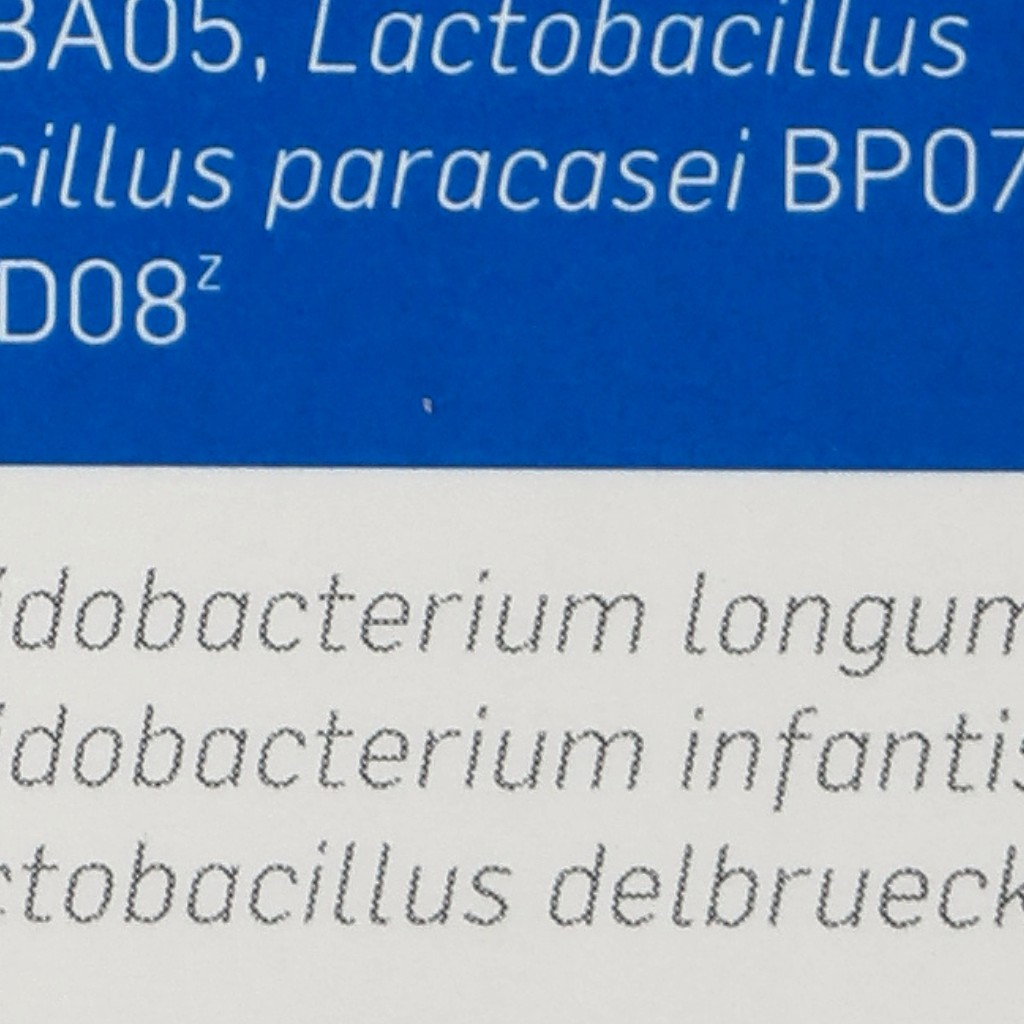 BA05, Lactobacillus
cillus paracasei BP07
D08ᶻ
idobacterium longum
idobacterium infantis
ctobacillus delbrueck